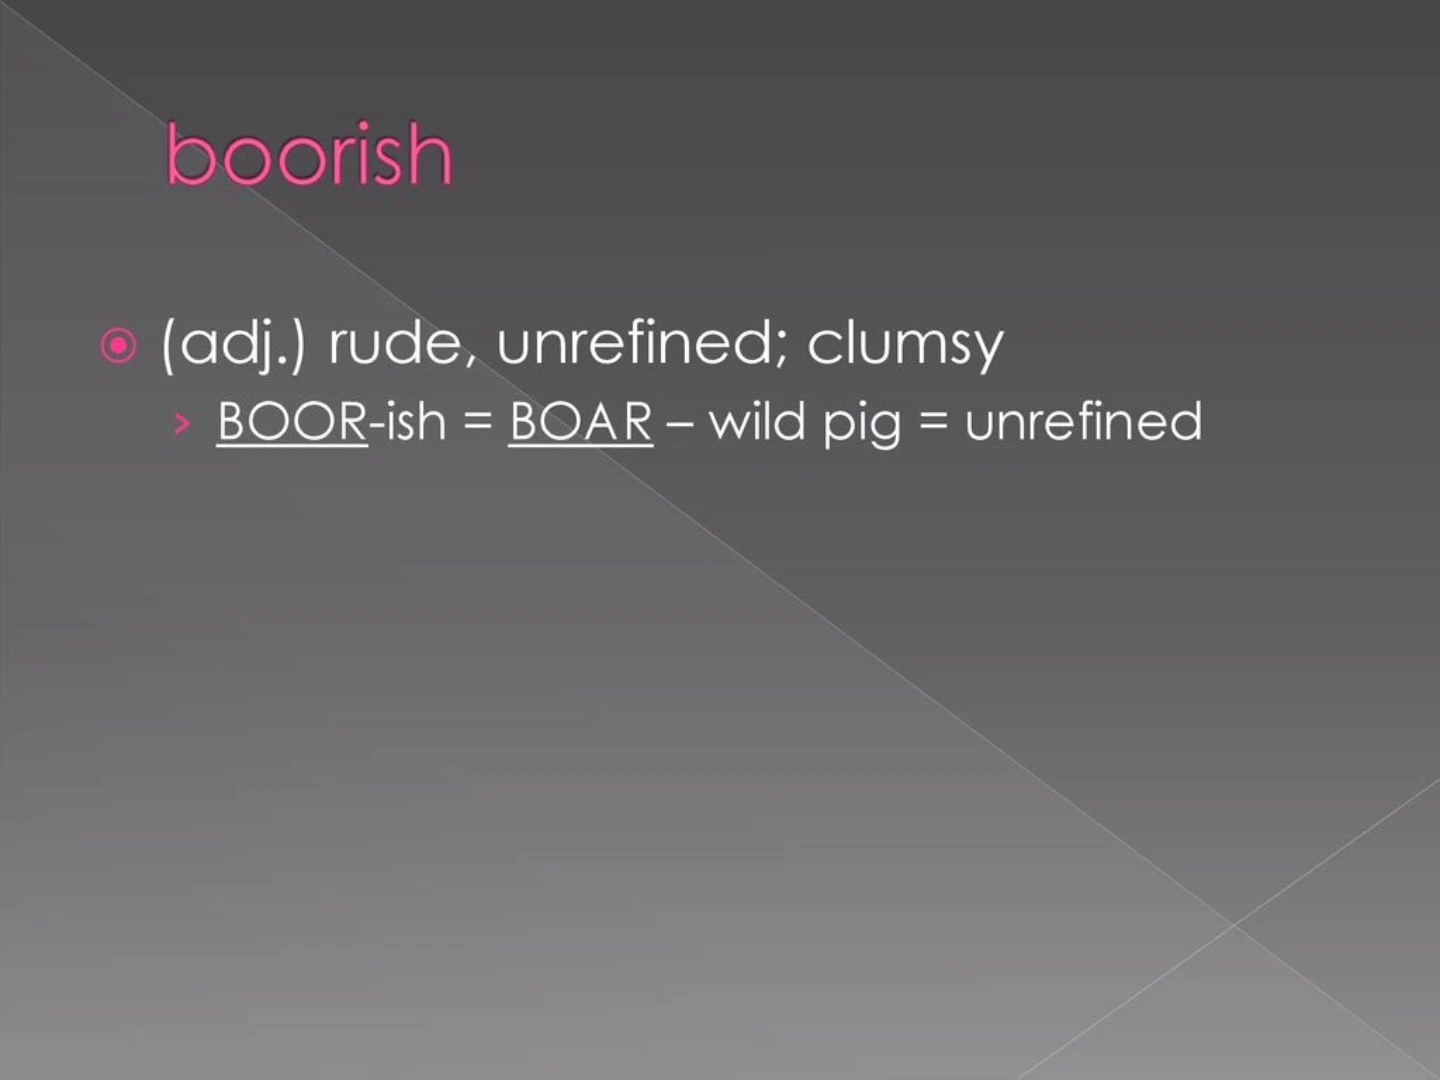 boorish
(adj.) rude, unrefined; clumsy
BOOR-ish = BOAR – wild pig = unrefined